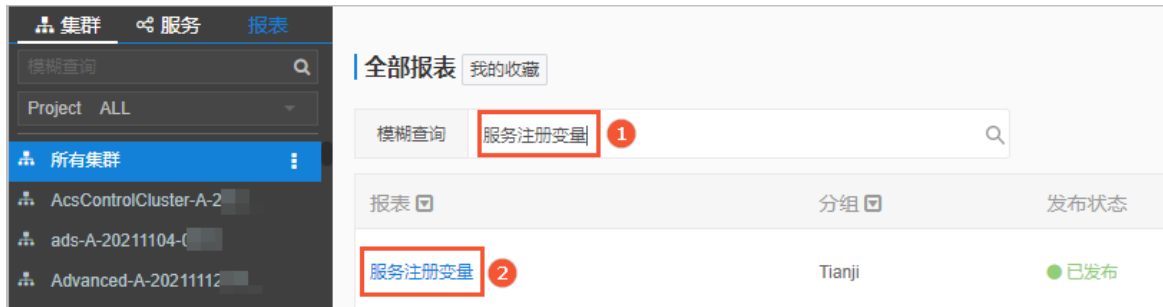 集群 服务 报表
模糊查询
Project ALL
所有集群
AcsControlCluster-A-2
ads-A-20211104-0
Advanced-A-20211112
全部报表 我的收藏
模糊查询 服务注册变量 1
报表 分组 发布状态
服务注册变量 2 Tianji 已发布